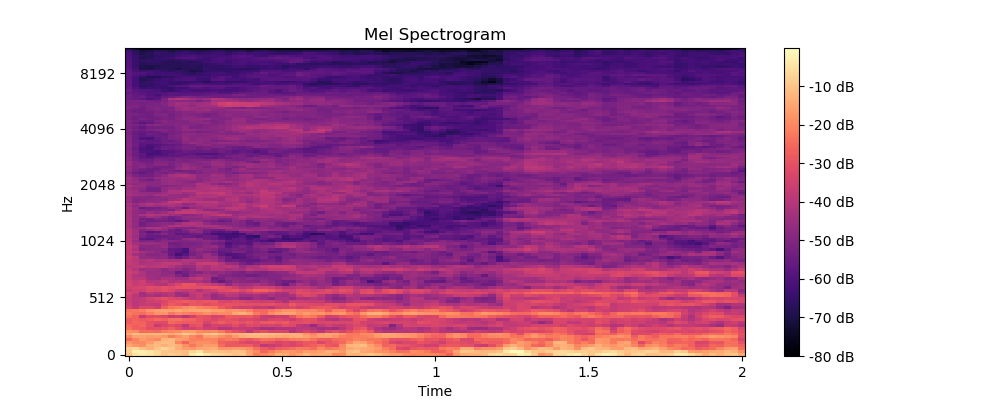 Mel Spectrogram
Hz
8192
4096
2048
1024
512
0
0 0.5 1 1.5 2
Time
-10 dB
-20 dB
-30 dB
-40 dB
-50 dB
-60 dB
-70 dB
-80 dB